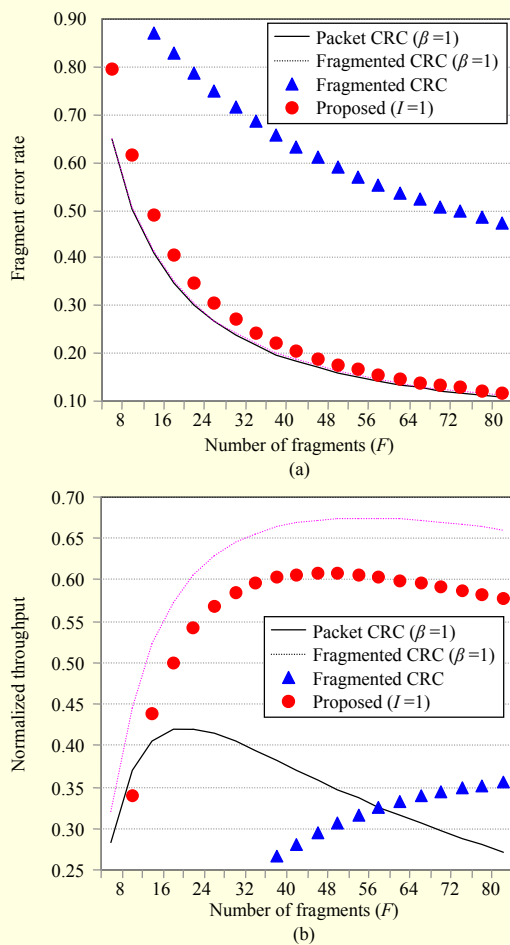 0.90
0.80
0.70
0.60
0.50
0.40
0.30
0.20
0.10
Fragment error rate
Packet CRC (β=1)
Fragmented CRC (β=1)
Fragmented CRC
Proposed (I=1)
8 16 24 32 40 48 56 64 72 80
Number of fragments (F)
(a)
0.70
0.65
0.60
0.55
0.50
0.45
0.40
0.35
0.30
0.25
Normalized throughput
Packet CRC (β=1)
Fragmented CRC (β=1)
Fragmented CRC
Proposed (I=1)
8 16 24 32 40 48 56 64 72 80
Number of fragments (F)
(b)